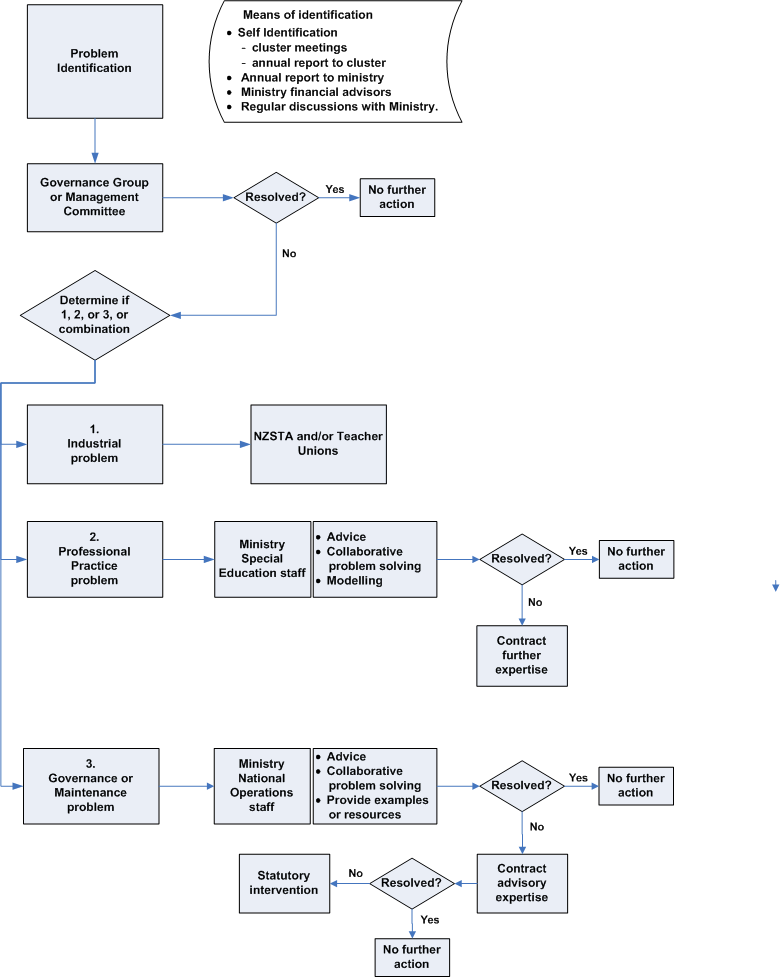 Problem
Identification
Means of identification
• Self Identification
- cluster meetings
- annual report to cluster
• Annual report to ministry
• Ministry financial advisors
• Regular discussions with Ministry.
Governance Group
or Management
Committee
Resolved?
Yes
No further
action
No
Determine if
1, 2, or 3, or
combination
1.
Industrial
problem
NZSTA and/or Teacher
Unions
2.
Professional
Practice
problem
Ministry
Special
Education staff
• Advice
• Collaborative
problem solving
• Modelling
Resolved?
Yes
No further
action
No
Contract
further
expertise
3.
Governance or
Maintenance
problem
Ministry
National
Operations
staff
• Advice
• Collaborative
problem solving
• Provide examples
or resources
Resolved?
Yes
No further
action
No
Contract
advisory
expertise
Resolved?
No
Statutory
intervention
Yes
No further
action